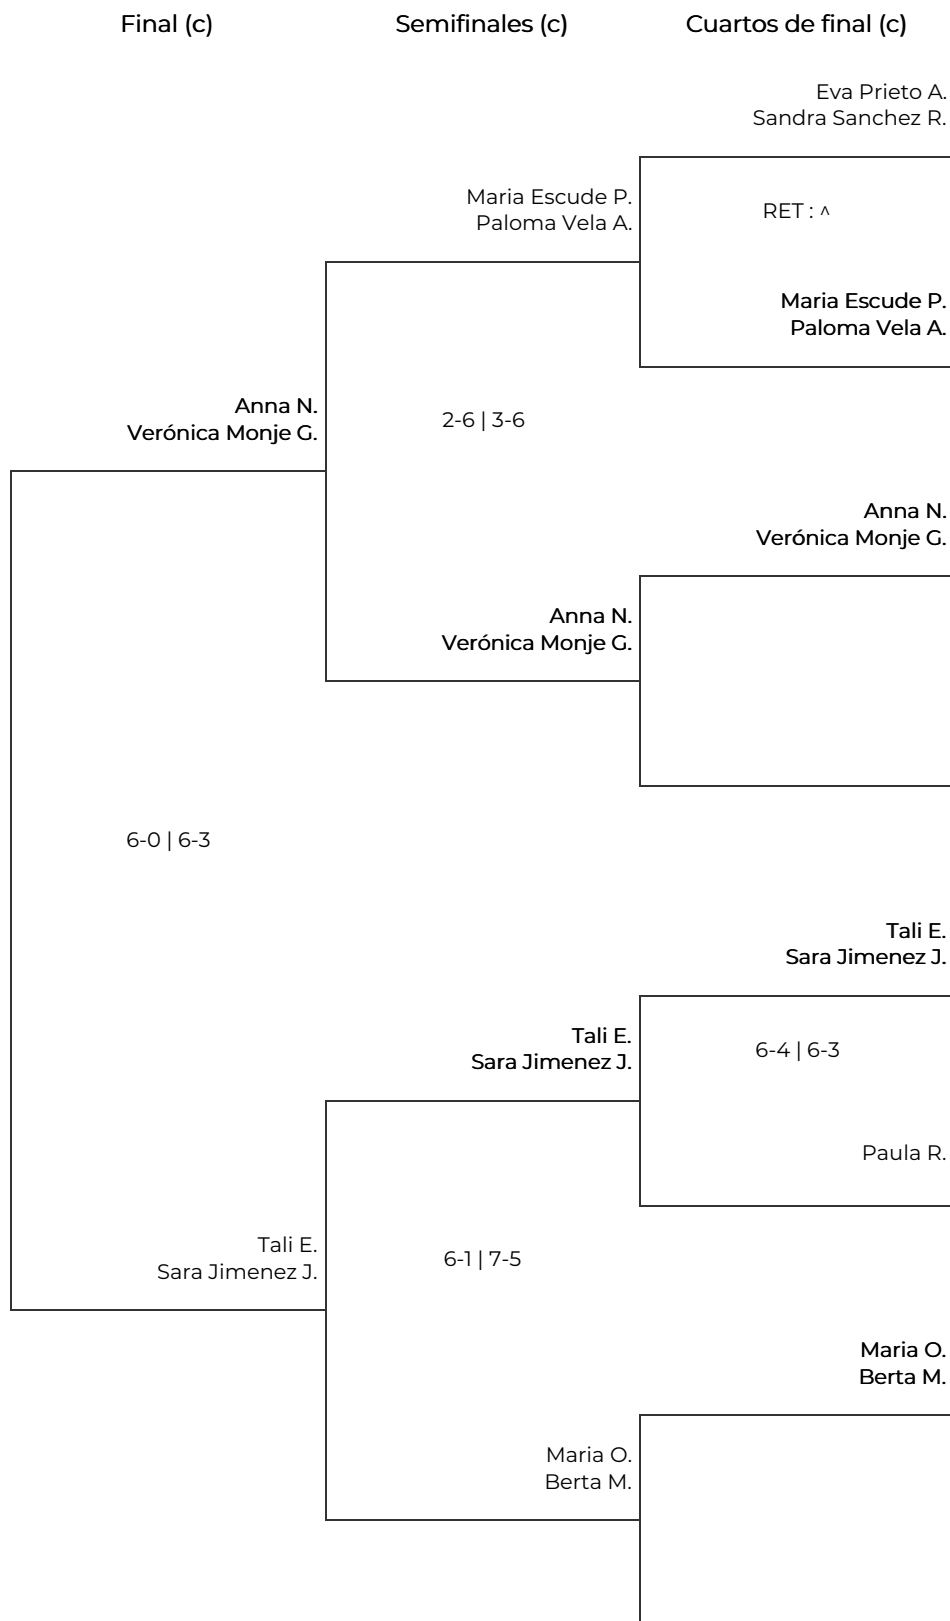 Final (c)
Semifinales (c)
Cuartos de final (c)
Eva Prieto A.
Sandra Sanchez R.
Maria Escude P.
Paloma Vela A.
RET : ^
Maria Escude P.
Paloma Vela A.
Anna N.
Verónica Monje G.
2-6 | 3-6
Anna N.
Verónica Monje G.
Anna N.
Verónica Monje G.
6-0 | 6-3
Tali E.
Sara Jimenez J.
Tali E.
Sara Jimenez J.
6-4 | 6-3
Paula R.
Tali E.
Sara Jimenez J.
6-1 | 7-5
Maria O.
Berta M.
Maria O.
Berta M.